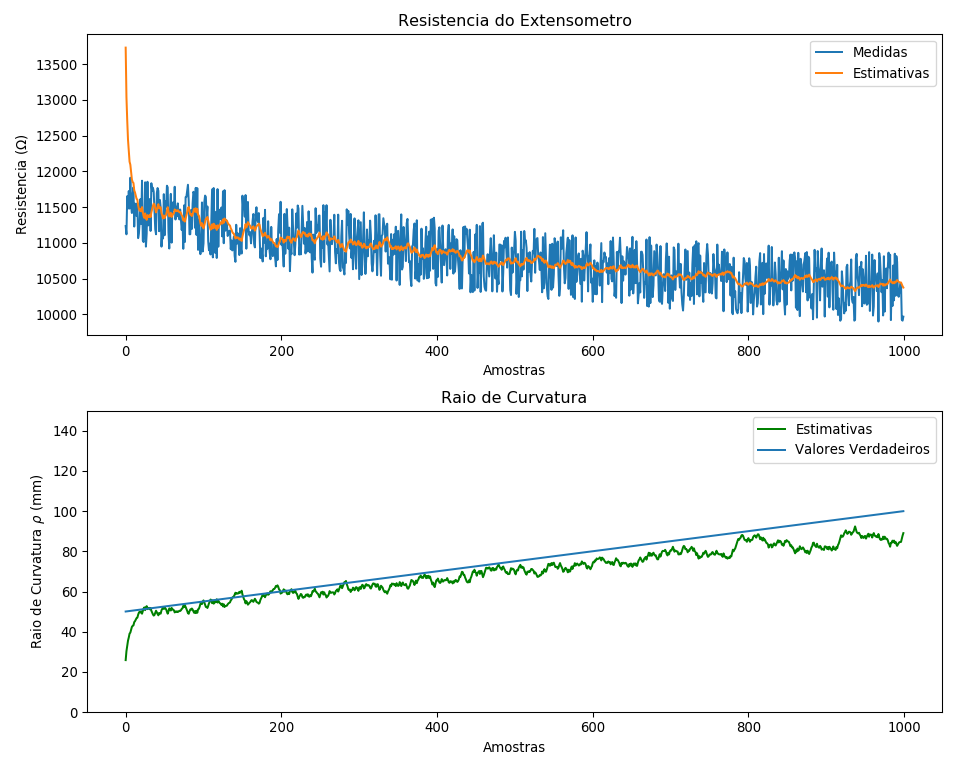 Resistencia do Extensometro
Resistencia (Ω)
13500
13000
12500
12000
11500
11000
10500
10000
Medidas
Estimativas
0 200 400 600 800 1000
Amostras
Raio de Curvatura
Raio de Curvatura ρ (mm)
140
120
100
80
60
40
20
0
Estimativas
Valores Verdadeiros
0 200 400 600 800 1000
Amostras